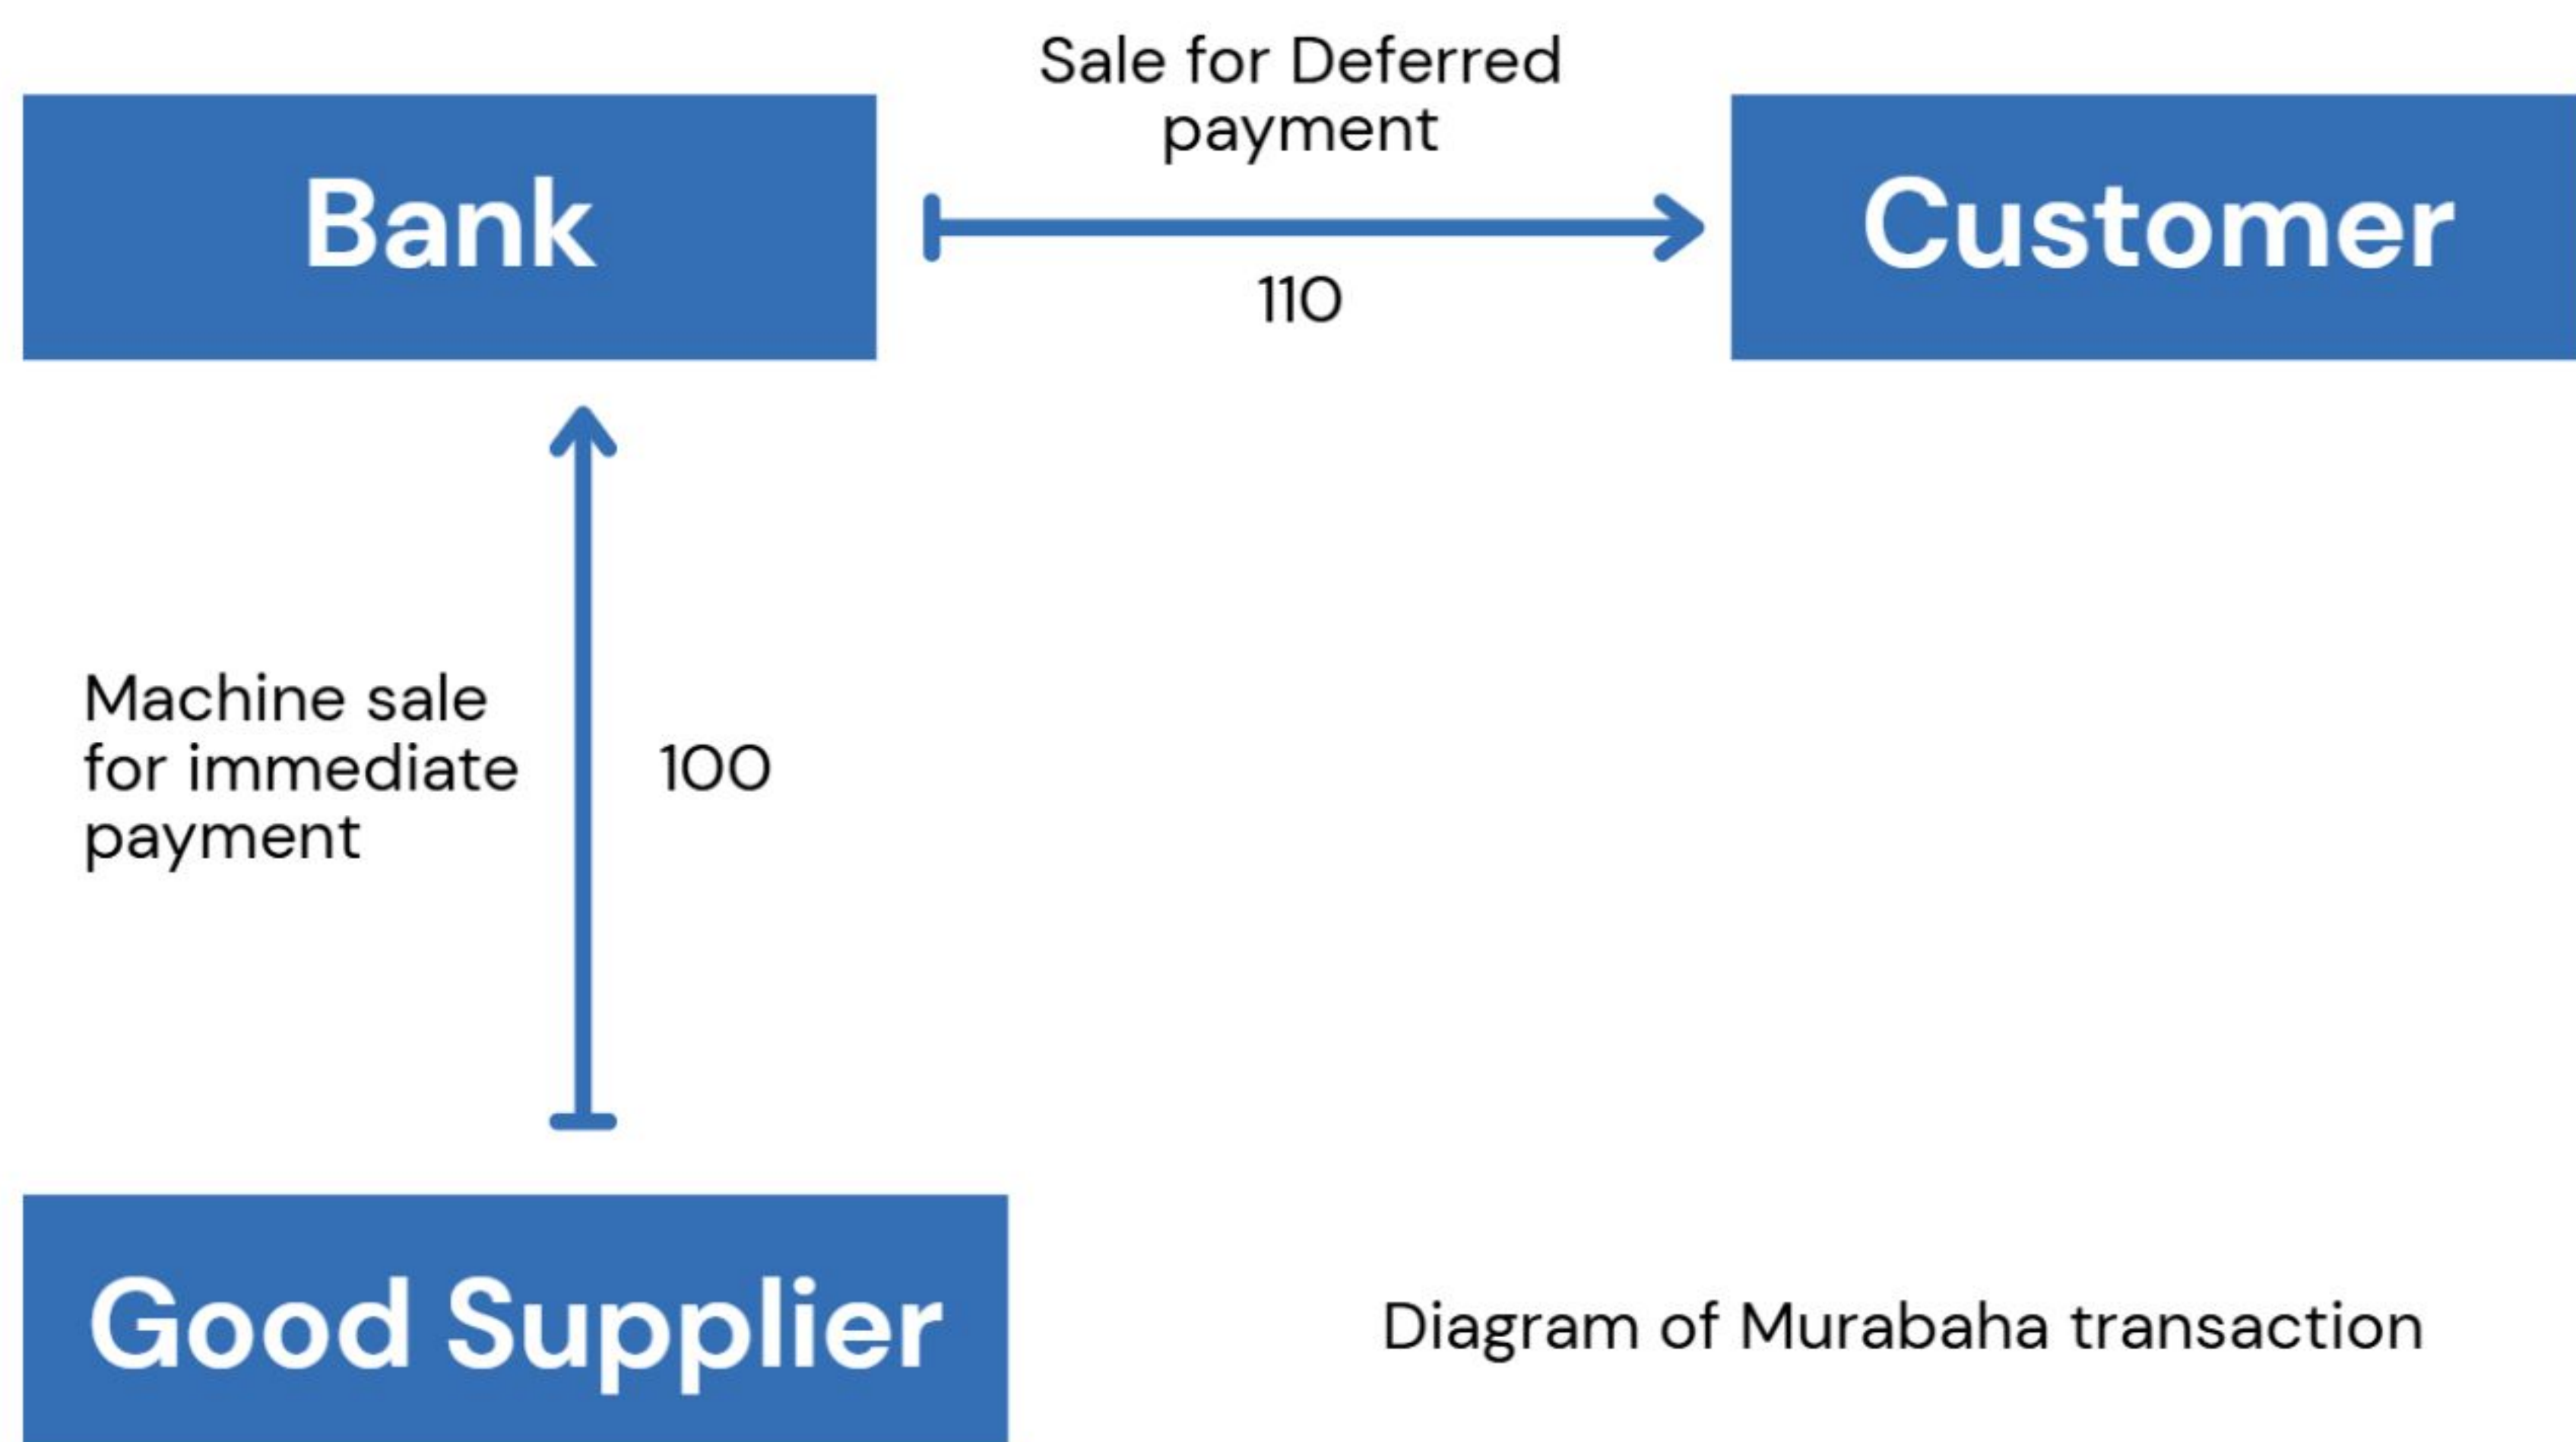 Sale for Deferred
payment
Bank
Customer
110
Machine sale
for immediate
payment
100
Good Supplier
Diagram of Murabaha transaction